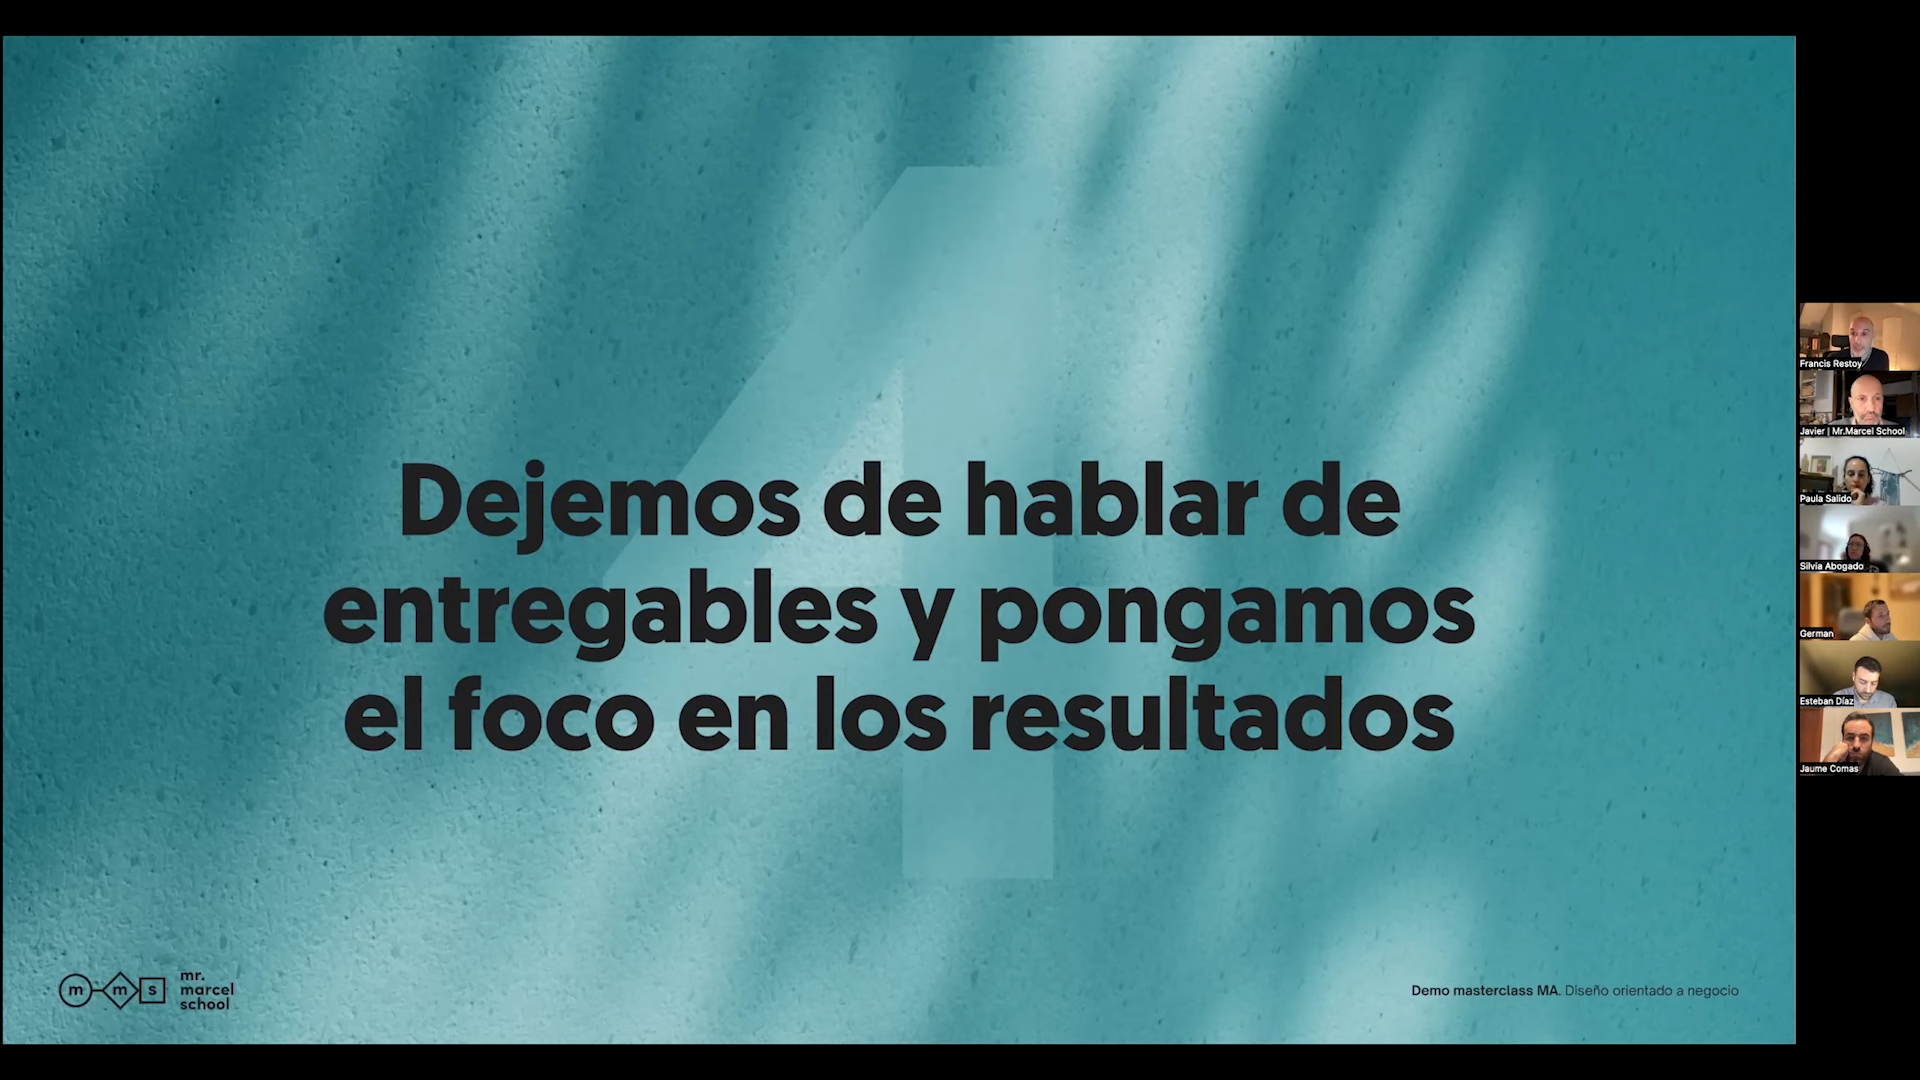 4
Dejemos de hablar de
entregables y pongamos
el foco en los resultados
m m s
mr.
marcel
school
Demo masterclass MA. Diseño orientado a negocio
Francis Restoy
Javier | Mr.Marcel School
Paula Salido
Silvia Abogado
German
Esteban Díaz
Jaume Comas